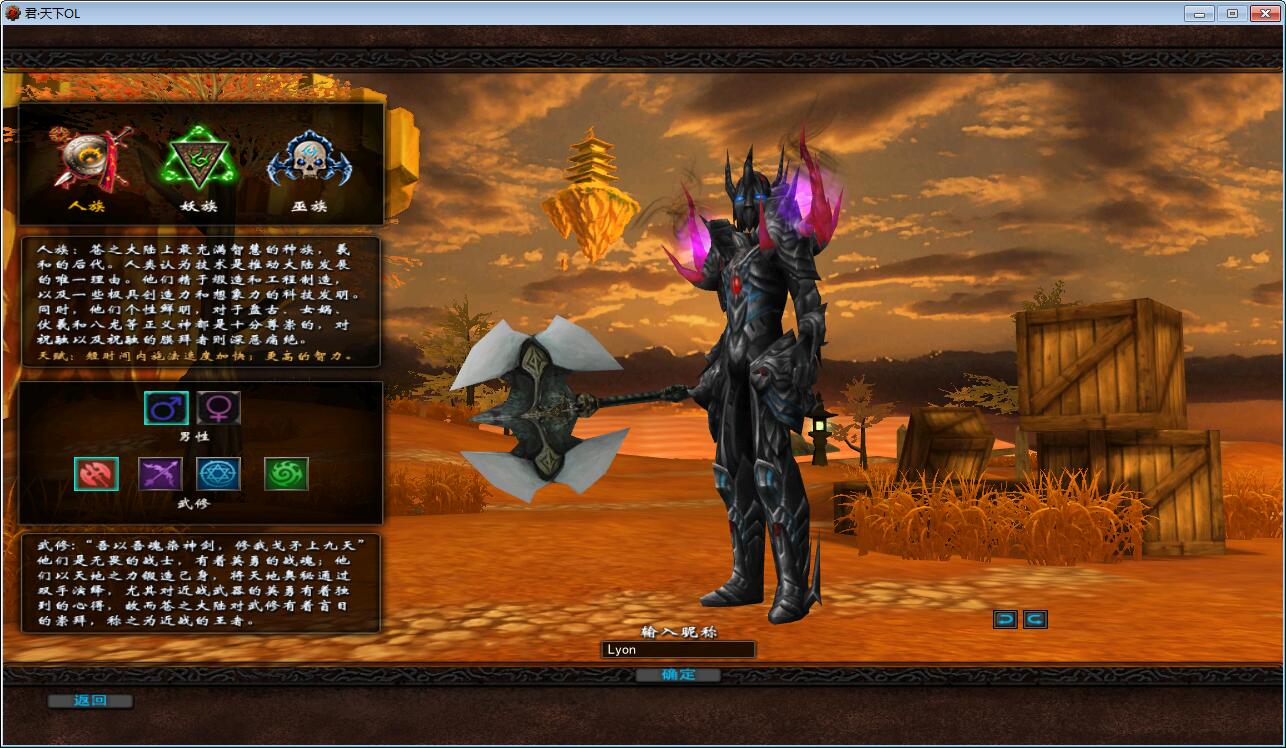 君·天下OL
人族
妖族
巫族
人族：苍之大陆上最充满智慧的种族，羲
和的后代。人类认为技术是推动大陆发展
的唯一理由。他们精于煅造和工程制造，
以及一些极具创造力和想象力的科技发明。
同时，他们个性鲜明，对于盘古、女娲、
伏羲和八龙等正义神都是十分尊崇的，对
祝融以及祝融的膜拜者则深恶痛绝。
天赋：短时间内施法速度加快；更高的智力。
男性
武修
武修：“吾以吾魂染神剑，修我戈矛上九天”
他们是无畏的战士，有着英勇的战魂；他
们以天地之力锻造己身，将天地奥秘通过
双手演绎，尤其对近战武器的英勇有着独
到的心得，故而苍之大陆对武修有着盲目
的崇拜，称之为近战的王者。
输入昵称
Lyon
确定
返回